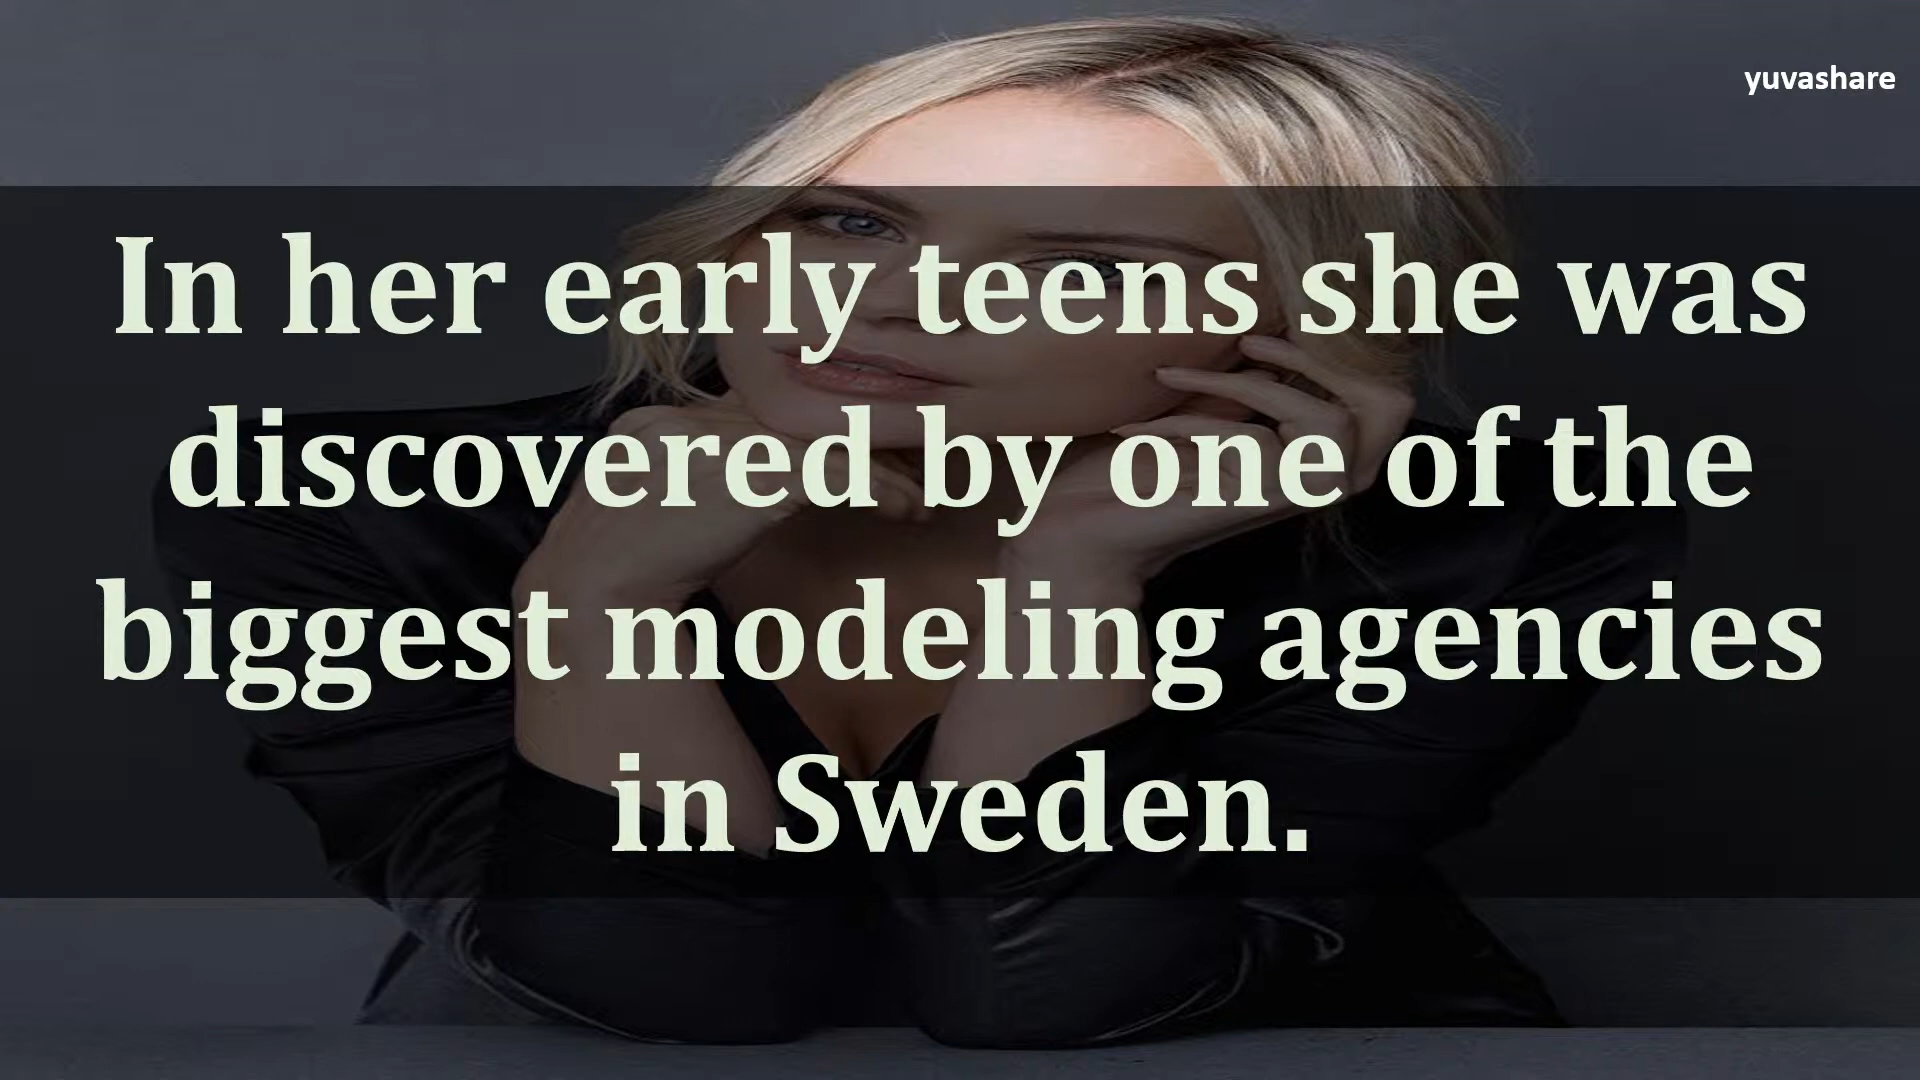 yuvashare
In her early teens she was
discovered by one of the
biggest modeling agencies
in Sweden.